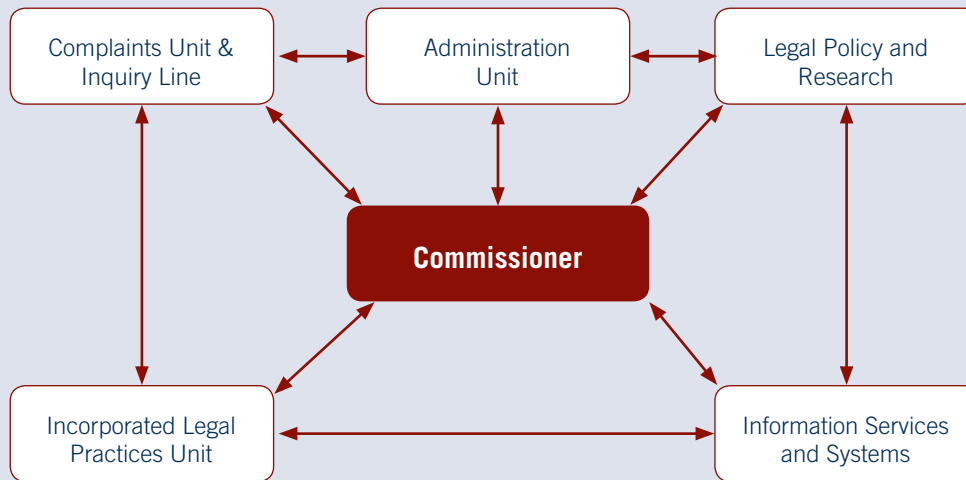 Complaints Unit &
Inquiry Line
Administration
Unit
Legal Policy and
Research
Commissioner
Incorporated Legal
Practices Unit
Information Services
and Systems